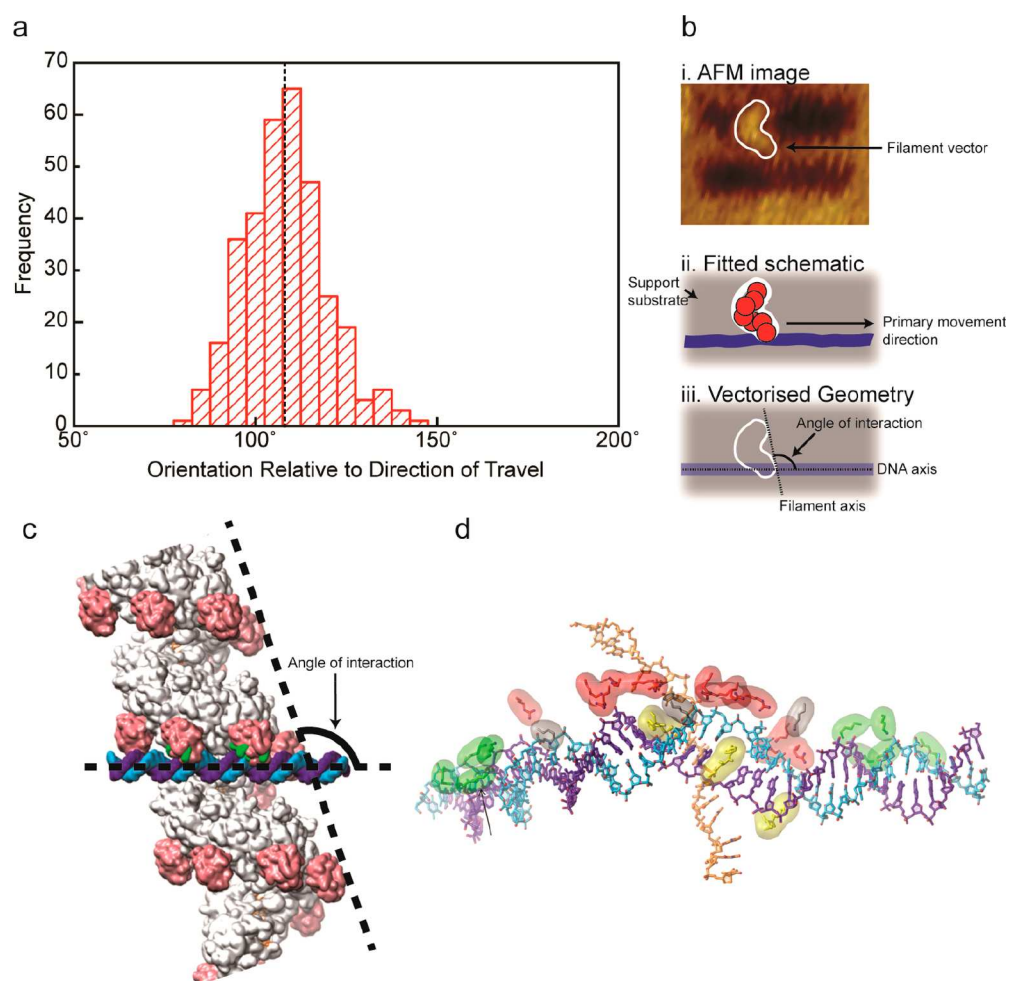 a
70
60
50
40
30
20
10
0
Frequency
50°
100°
150°
200°
Orientation Relative to Direction of Travel
b
i. AFM image
Filament vector
ii. Fitted schematic
Support
substrate
Primary movement
direction
iii. Vectorised Geometry
Angle of interaction
DNA axis
Filament axis
c
Angle of interaction
d